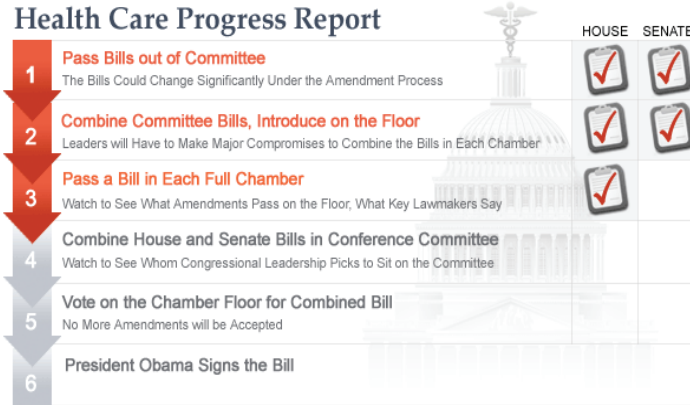 Health Care Progress Report
HOUSE SENATE
1
Pass Bills out of Committee
The Bills Could Change Significantly Under the Amendment Process
2
Combine Committee Bills, Introduce on the Floor
Leaders will Have to Make Major Compromises to Combine the Bills in Each Chamber
3
Pass a Bill in Each Full Chamber
Watch to See What Amendments Pass on the Floor, What Key Lawmakers Say
4
Combine House and Senate Bills in Conference Committee
Watch to See Whom Congressional Leadership Picks to Sit on the Committee
5
Vote on the Chamber Floor for Combined Bill
No More Amendments will be Accepted
6
President Obama Signs the Bill